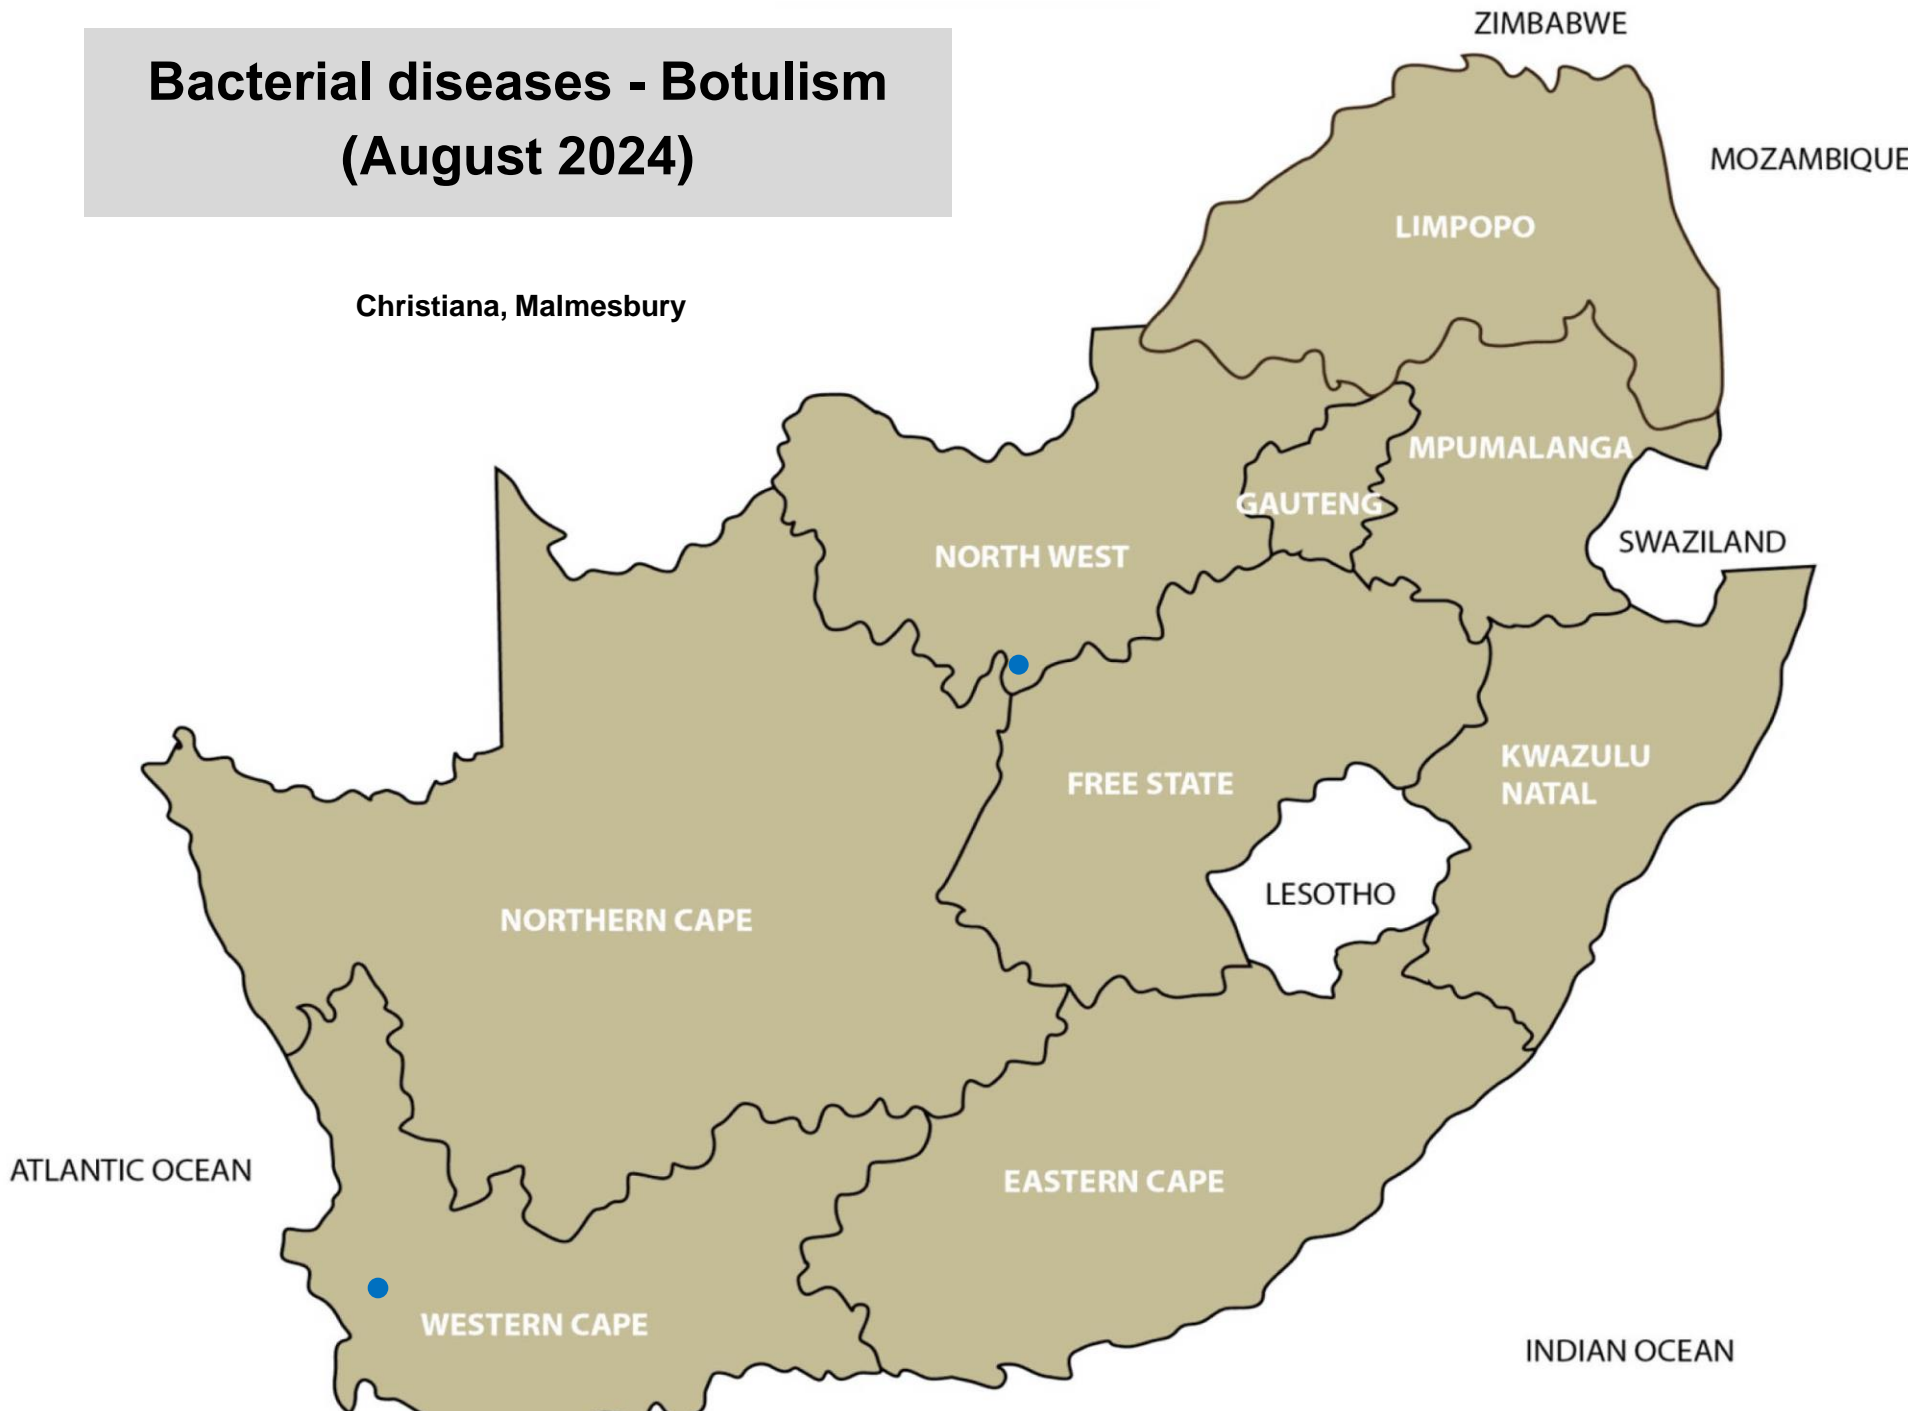 Bacterial diseases - Botulism
(August 2024)
Christiana, Malmesbury
ZIMBABWE
MOZAMBIQUE
LIMPOPO
MPUMALANGA
GAUTENG
SWAZILAND
NORTH WEST
KWAZULU
NATAL
FREE STATE
LESOTHO
NORTHERN CAPE
ATLANTIC OCEAN
EASTERN CAPE
WESTERN CAPE
INDIAN OCEAN